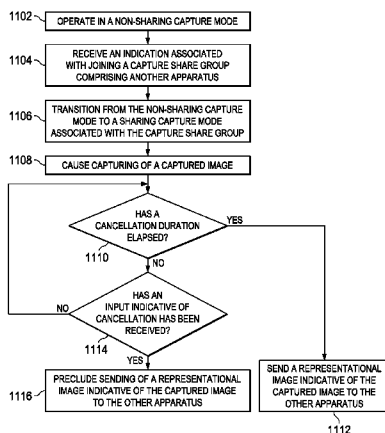 1102
OPERATE IN A NON-SHARING CAPTURE MODE
1104
RECEIVE AN INDICATION ASSOCIATED
WITH JOINING A CAPTURE SHARE GROUP
COMPRISING ANOTHER APPARATUS
1106
TRANSITION FROM THE NON-SHARING CAPTURE
MODE TO A SHARING CAPTURE MODE
ASSOCIATED WITH THE CAPTURE SHARE GROUP
1108
CAUSE CAPTURING OF A CAPTURED IMAGE
HAS A
CANCELLATION DURATION
ELAPSED?
YES
1110
NO
HAS AN
INPUT INDICATIVE OF
CANCELLATION HAS BEEN
RECEIVED?
NO
1114
YES
PRECLUDE SENDING OF A REPRESENTATIONAL
IMAGE INDICATIVE OF THE CAPTURED IMAGE
TO THE OTHER APPARATUS
1116
SEND A REPRESENTATIONAL
IMAGE INDICATIVE OF THE
CAPTURED IMAGE TO THE
OTHER APPARATUS
1112